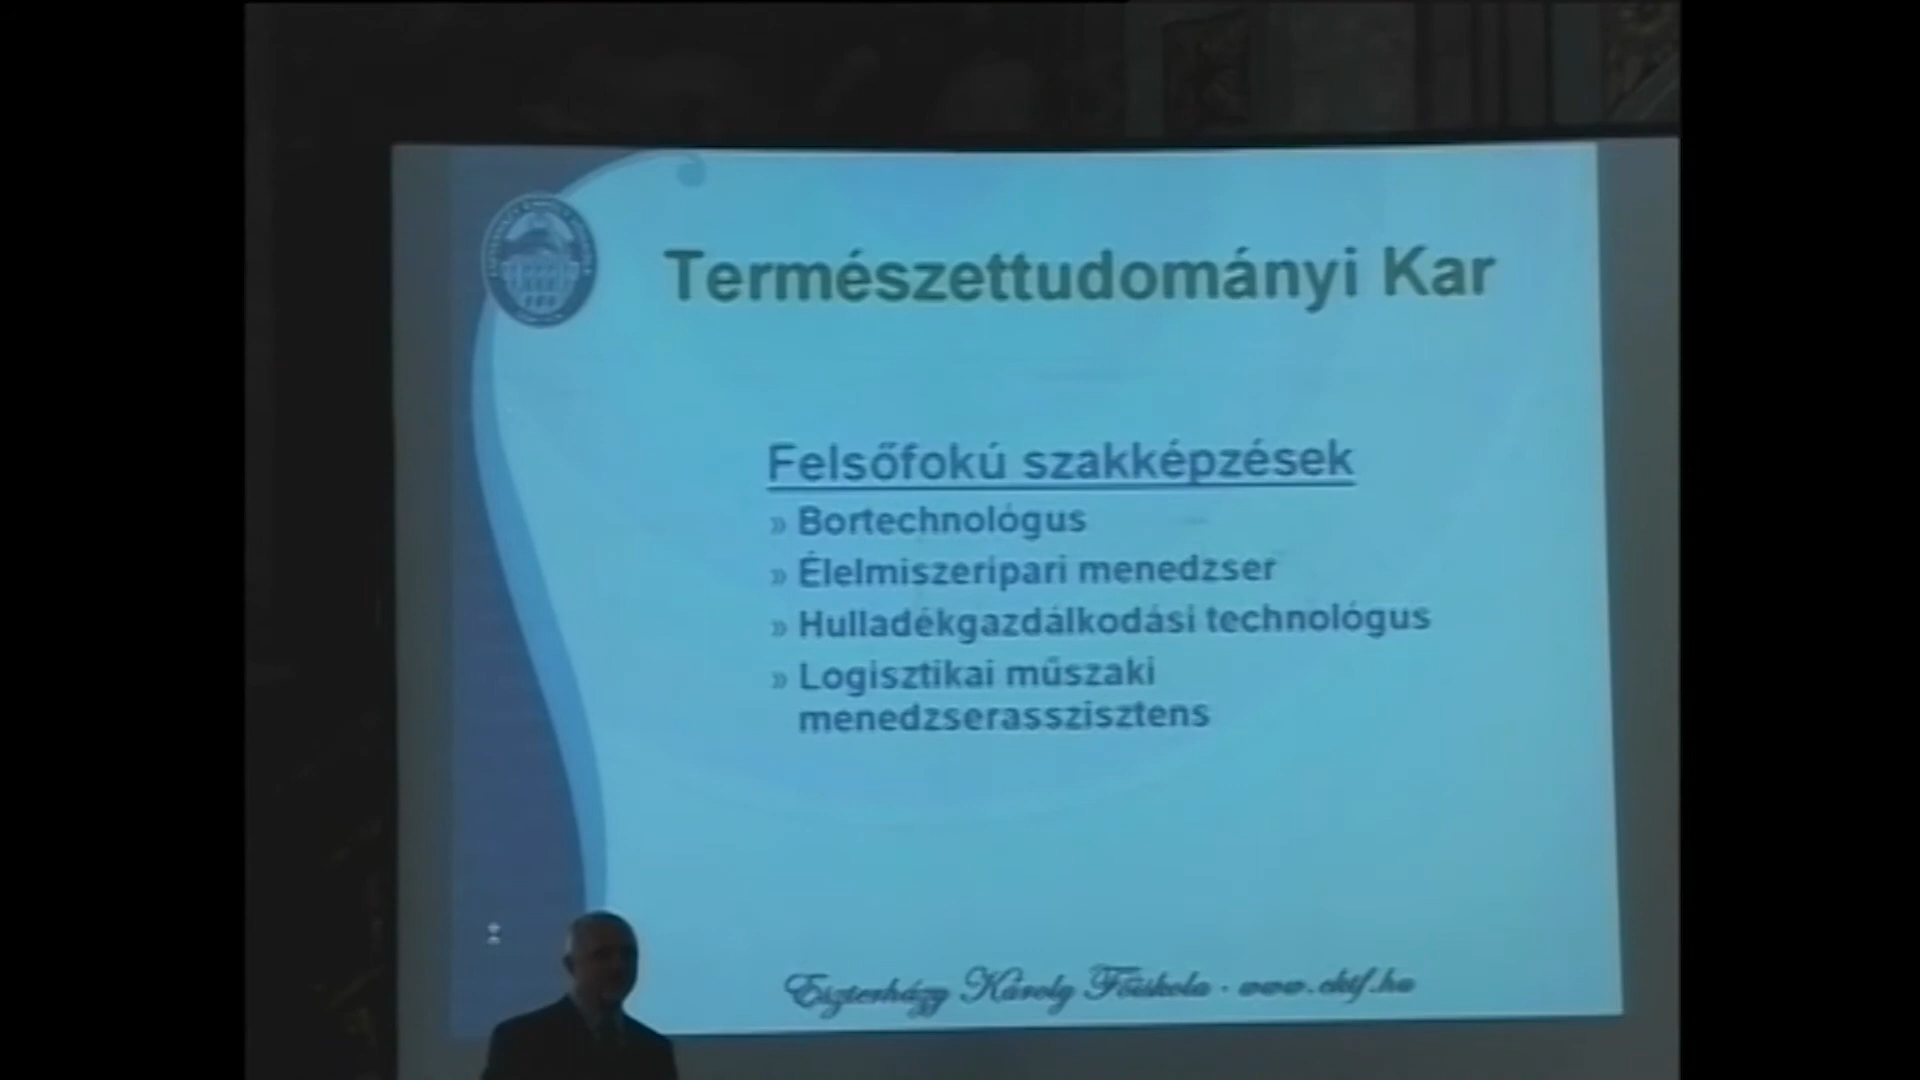 Természettudományi Kar
Felsőfokú szakképzések
» Bortechnológus
» Élelmiszeripari menedzser
» Hulladékgazdálkodási technológus
» Logisztikai műszaki
menedzserasszisztens
Eszterházy Károly Főiskola - www.ektf.hu